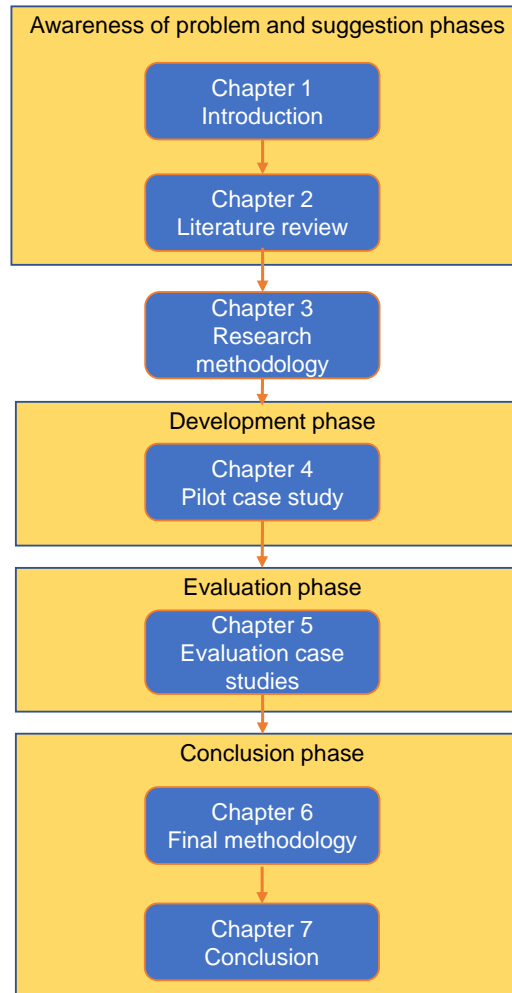 Awareness of problem and suggestion phases
Chapter 1
Introduction
Chapter 2
Literature review
Chapter 3
Research
methodology
Development phase
Chapter 4
Pilot case study
Evaluation phase
Chapter 5
Evaluation case
studies
Conclusion phase
Chapter 6
Final methodology
Chapter 7
Conclusion